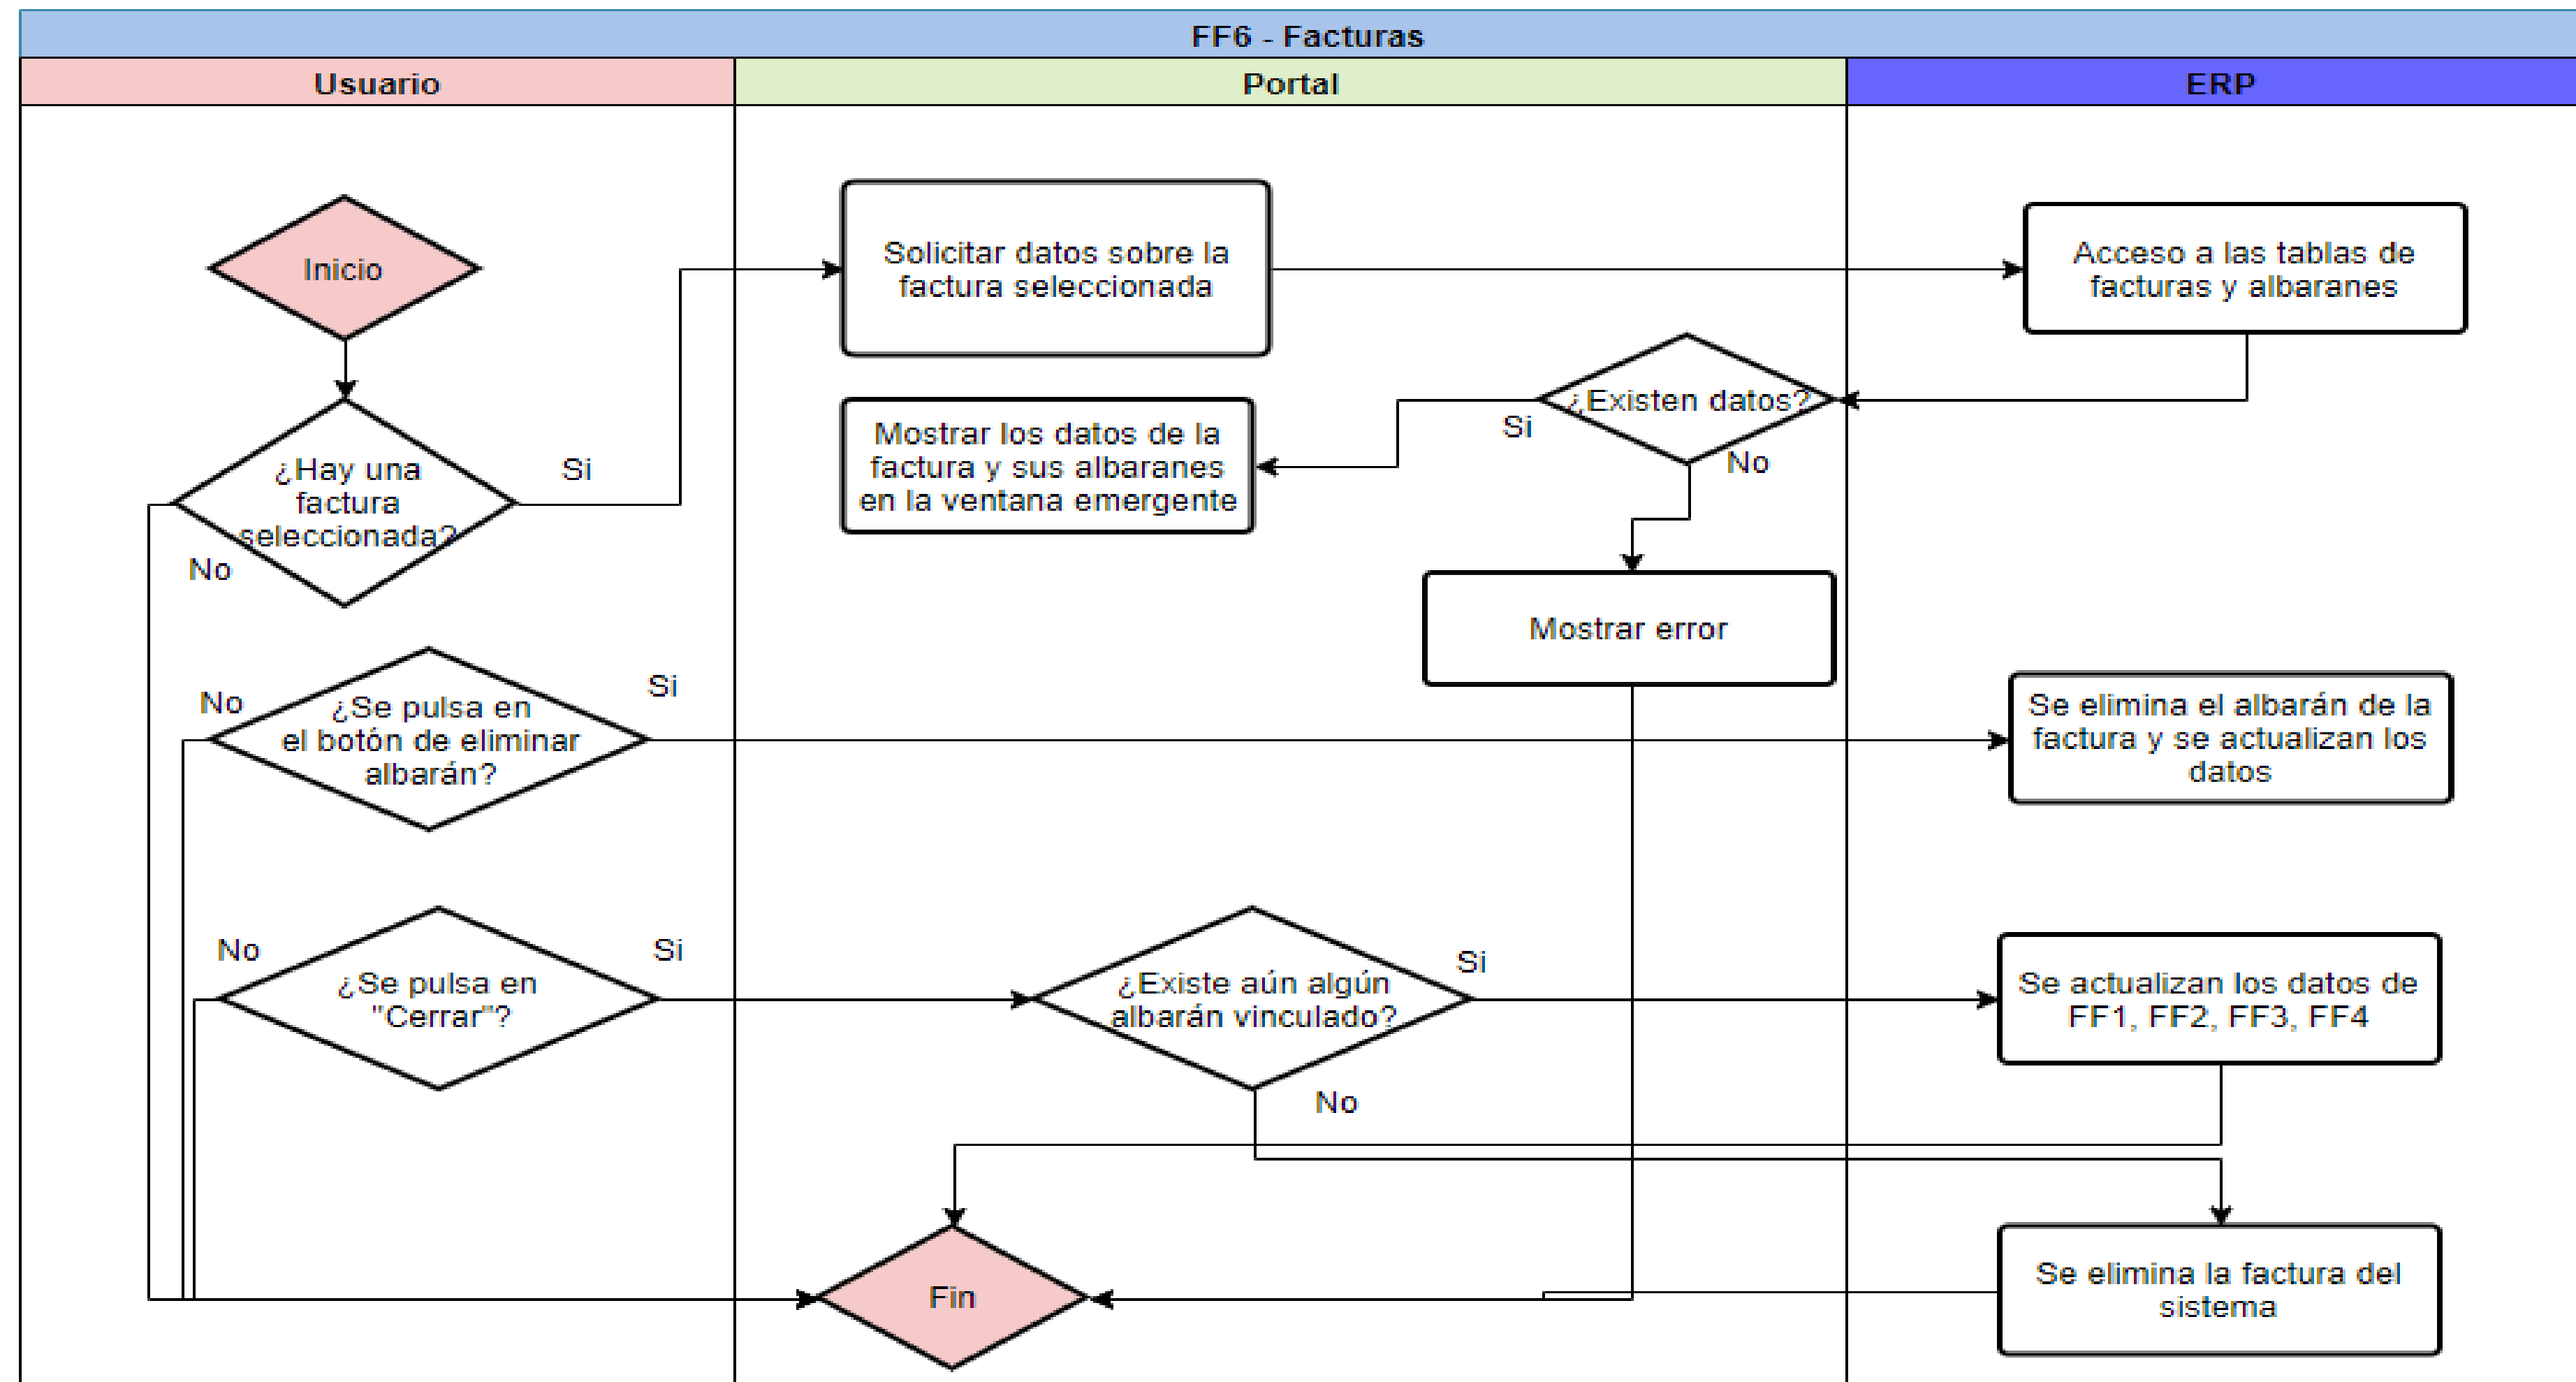 FF6 - Facturas
Usuario
Portal
ERP
Inicio
Solicitar datos sobre la
factura seleccionada
Acceso a las tablas de
facturas y albaranes
¿Hay una
factura
seleccionada?
Si
No
¿Existen datos?
Si
No
Mostrar los datos de la
factura y sus albaranes
en la ventana emergente
Mostrar error
¿Se pulsa en
el botón de eliminar
albarán?
No
Si
Se elimina el albarán de la
factura y se actualizan los
datos
¿Se pulsa en
"Cerrar"?
No
Si
¿Existe aún algún
albarán vinculado?
Si
No
Se actualizan los datos de
FF1, FF2, FF3, FF4
Fin
Se elimina la factura del
sistema